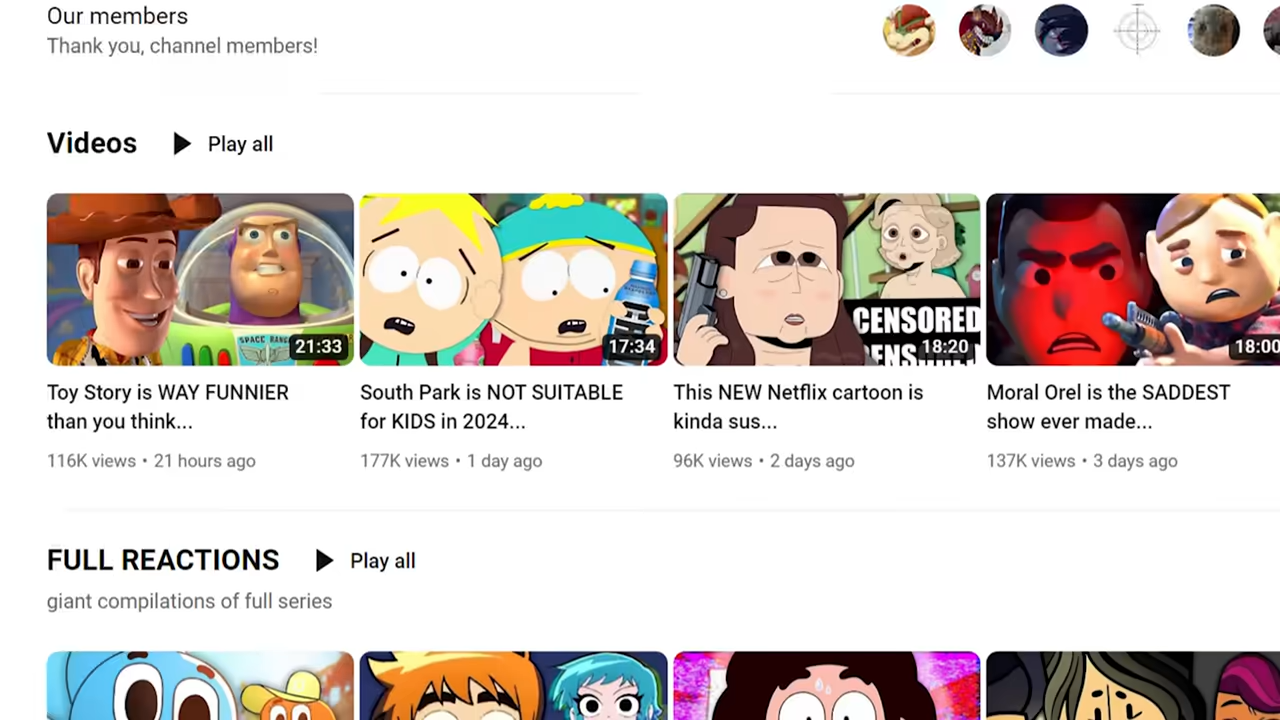 Our members
Thank you, channel members!
Videos
Play all
SPACE RANG
21:33
17:34
CENSORED
18:20
18:00
Toy Story is WAY FUNNIER
than you think...
South Park is NOT SUITABLE
for KIDS in 2024...
This NEW Netflix cartoon is
kinda sus...
Moral Orel is the SADDEST
show ever made...
116K views • 21 hours ago
177K views • 1 day ago
96K views • 2 days ago
137K views • 3 days ago
FULL REACTIONS
Play all
giant compilations of full series